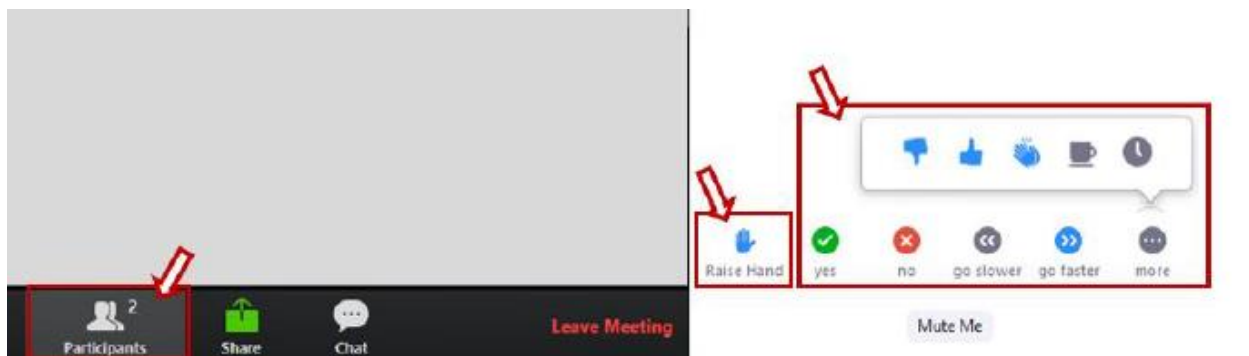 2
Participants Share Chat Leave Meeting
Raise Hand yes no go slower go faster more
Mute Me